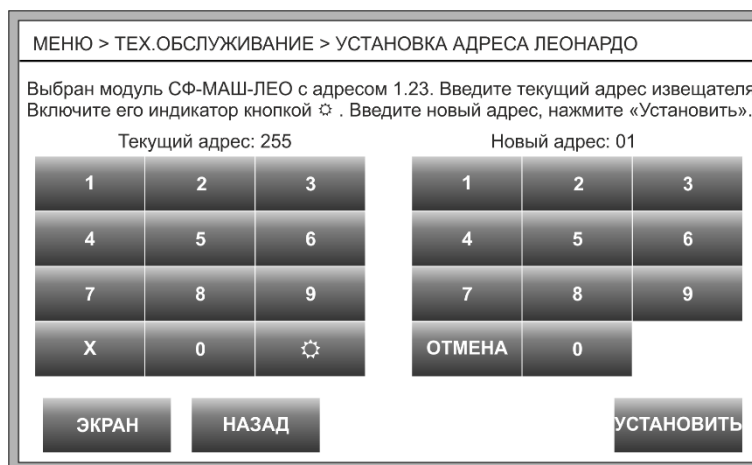 МЕНЮ > ТЕХ.ОБСЛУЖИВАНИЕ > УСТАНОВКА АДРЕСА ЛЕОНАРДО
Выбран модуль СФ-МАШ-ЛЕО с адресом 1.23. Введите текущий адрес извещателя
Включите его индикатор кнопкой ☼ . Введите новый адрес, нажмите «Установить».
Текущий адрес: 255
1 2 3
4 5 6
7 8 9
X 0 ☼
Новый адрес: 01
1 2 3
4 5 6
7 8 9
ОТМЕНА 0
ЭКРАН НАЗАД УСТАНОВИТЬ